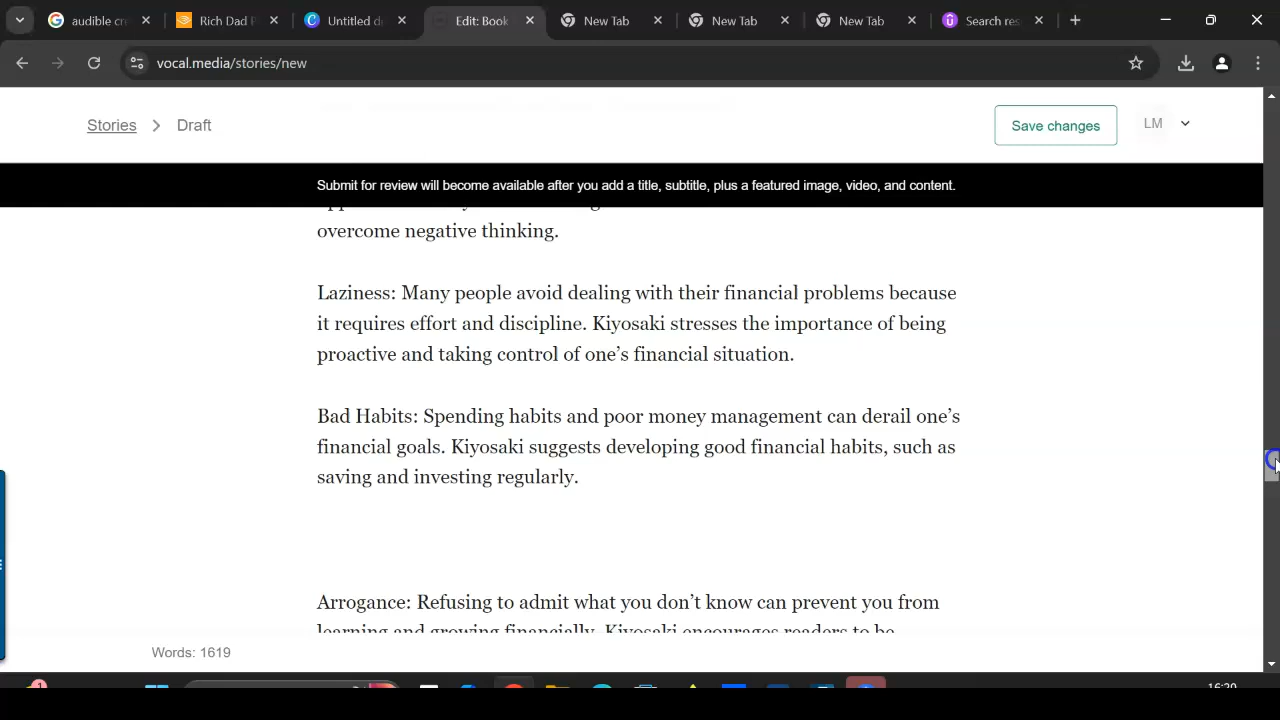 audible cr
Rich Dad P
Untitled d
Edit: Book
New Tab
New Tab
New Tab
Search res
vocal.media/stories/new
Stories
Draft
Save changes
LM
Submit for review will become available after you add a title, subtitle, plus a featured image, video, and content.
overcome negative thinking.
Laziness: Many people avoid dealing with their financial problems because
it requires effort and discipline. Kiyosaki stresses the importance of being
proactive and taking control of one’s financial situation.
Bad Habits: Spending habits and poor money management can derail one’s
financial goals. Kiyosaki suggests developing good financial habits, such as
saving and investing regularly.
Arrogance: Refusing to admit what you don’t know can prevent you from
learning and growing financially. Kiyosaki encourages readers to be
Words: 1619
1
16:20